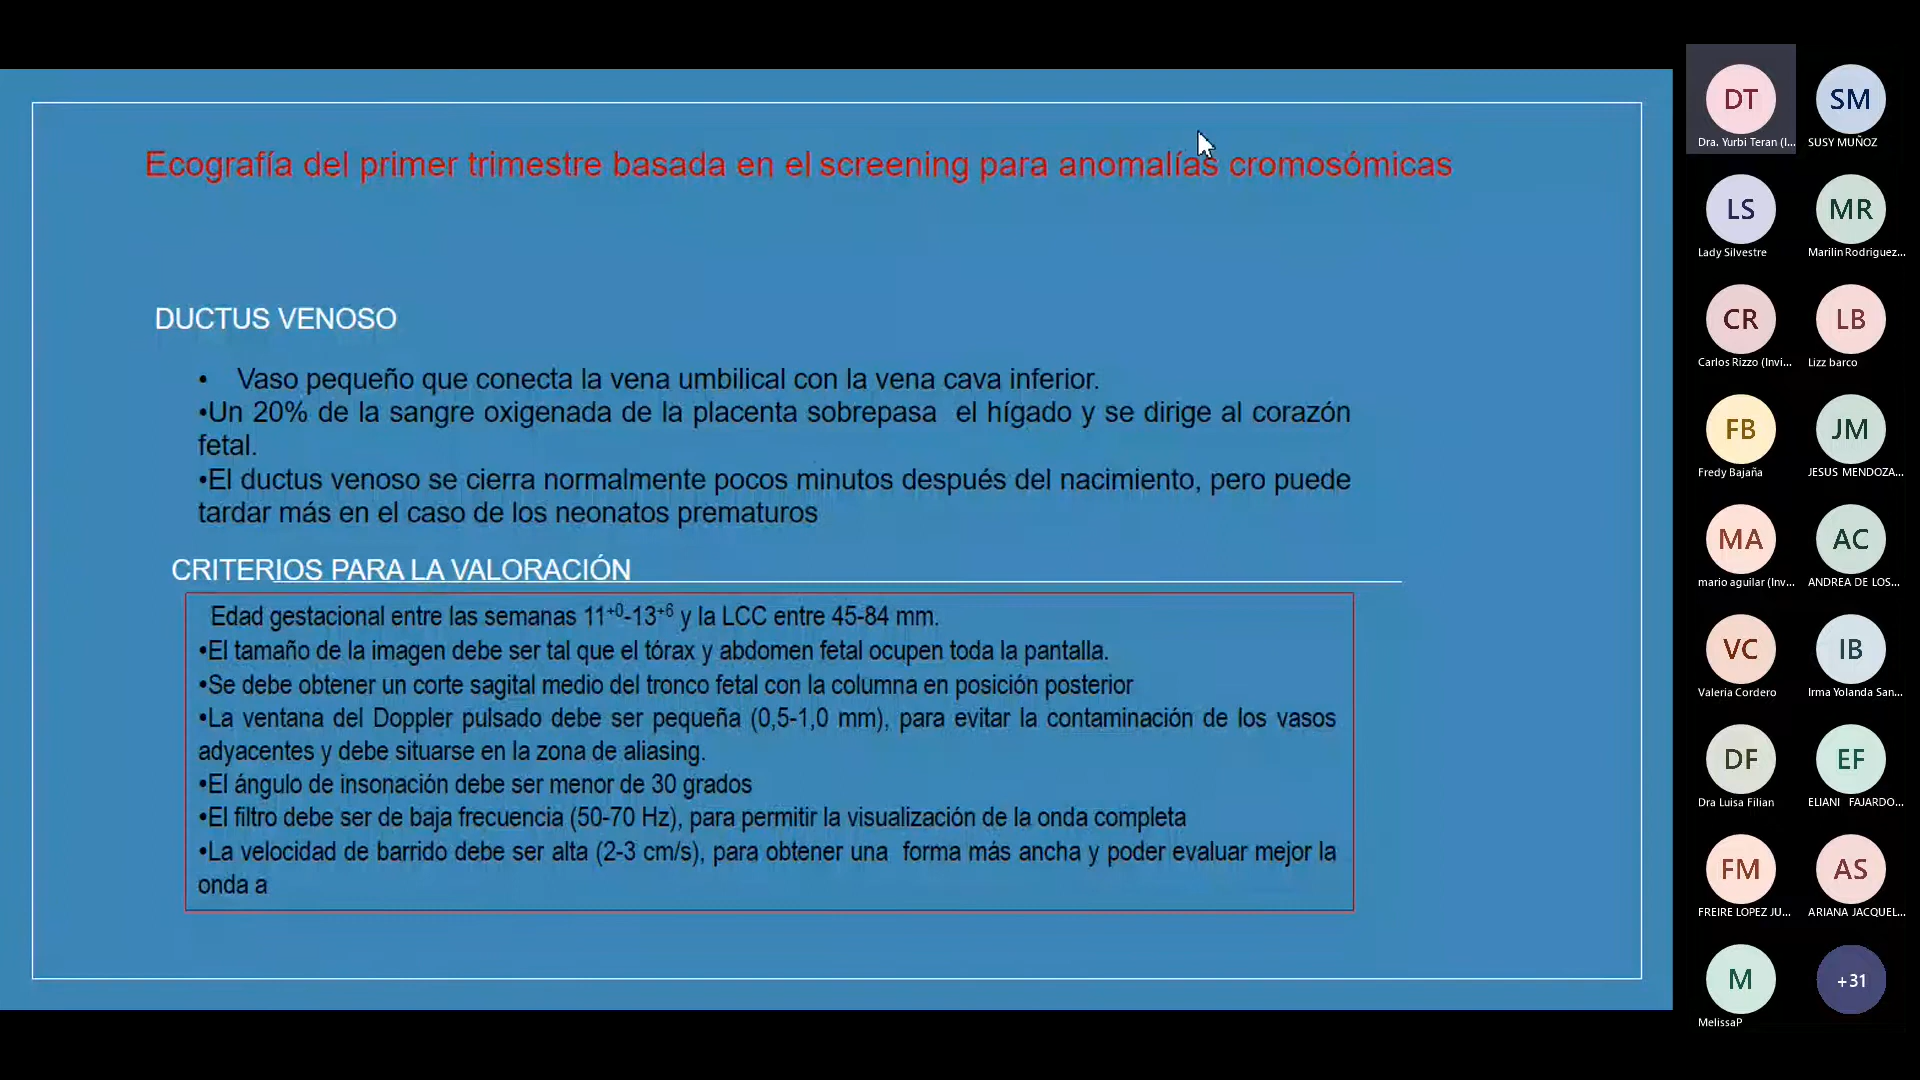 Ecografía del primer trimestre basada en el screening para anomalías cromosómicas
DUCTUS VENOSO
• Vaso pequeño que conecta la vena umbilical con la vena cava inferior.
•Un 20% de la sangre oxigenada de la placenta sobrepasa el hígado y se dirige al corazón
fetal.
•El ductus venoso se cierra normalmente pocos minutos después del nacimiento, pero puede
tardar más en el caso de los neonatos prematuros
CRITERIOS PARA LA VALORACIÓN
Edad gestacional entre las semanas 11+0-13+6 y la LCC entre 45-84 mm.
•El tamaño de la imagen debe ser tal que el tórax y abdomen fetal ocupen toda la pantalla.
•Se debe obtener un corte sagital medio del tronco fetal con la columna en posición posterior
•La ventana del Doppler pulsado debe ser pequeña (0,5-1,0 mm), para evitar la contaminación de los vasos
adyacentes y debe situarse en la zona de aliasing.
•El ángulo de insonación debe ser menor de 30 grados
•El filtro debe ser de baja frecuencia (50-70 Hz), para permitir la visualización de la onda completa
•La velocidad de barrido debe ser alta (2-3 cm/s), para obtener una forma más ancha y poder evaluar mejor la
onda a
DT SM
Dra. Yurbi Teran (I... SUSY MUÑOZ
LS MR
Lady Silvestre Marilin Rodriguez...
CR LB
Carlos Rizzo (Invi... Lizz barco
FB JM
Fredy Bajaña JESUS MENDOZA...
MA AC
mario aguilar (Inv... ANDREA DE LOS...
VC IB
Valeria Cordero Irma Yolanda San...
DF EF
Dra Luisa Filian ELIANI FAJARDO...
FM AS
FREIRE LOPEZ JU... ARIANA JACQUEL...
M +31
MelissaP